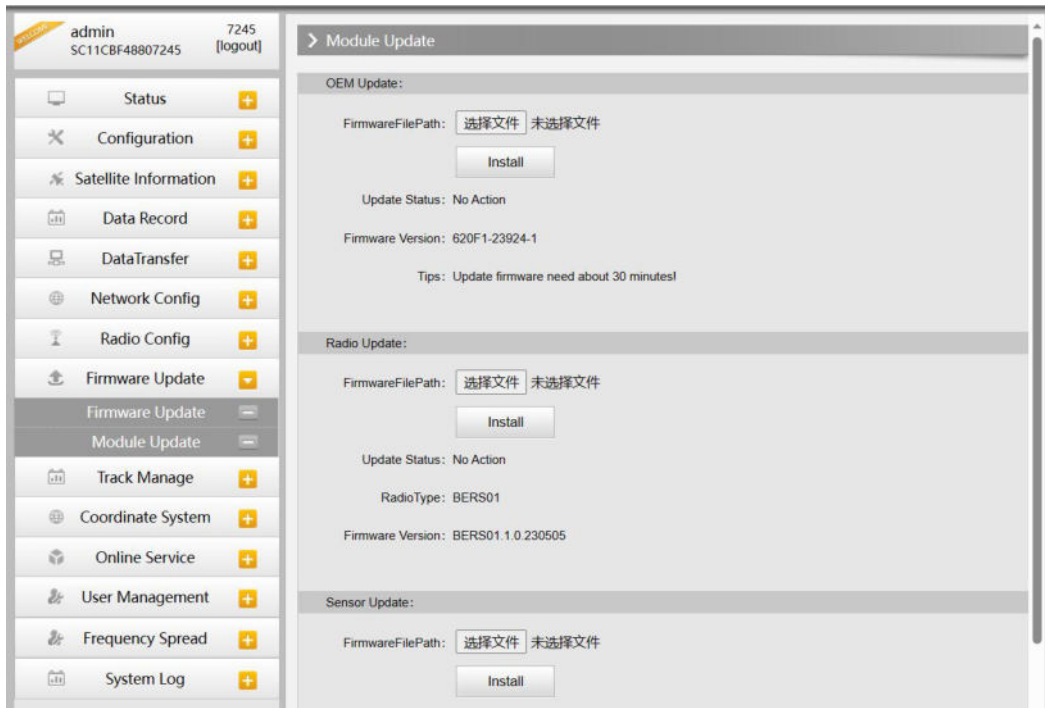 WELCOME
admin 7245
SC11CBF48807245 [logout]
Status
Configuration
Satellite Information
Data Record
DataTransfer
Network Config
Radio Config
Firmware Update
Firmware Update
Module Update
Track Manage
Coordinate System
Online Service
User Management
Frequency Spread
System Log
Module Update
OEM Update:
FirmwareFilePath: 选择文件 未选择文件
Install
Update Status: No Action
Firmware Version: 620F1-23924-1
Tips: Update firmware need about 30 minutes!
Radio Update:
FirmwareFilePath: 选择文件 未选择文件
Install
Update Status: No Action
RadioType: BERS01
Firmware Version: BERS01.1.0.230505
Sensor Update:
FirmwareFilePath: 选择文件 未选择文件
Install